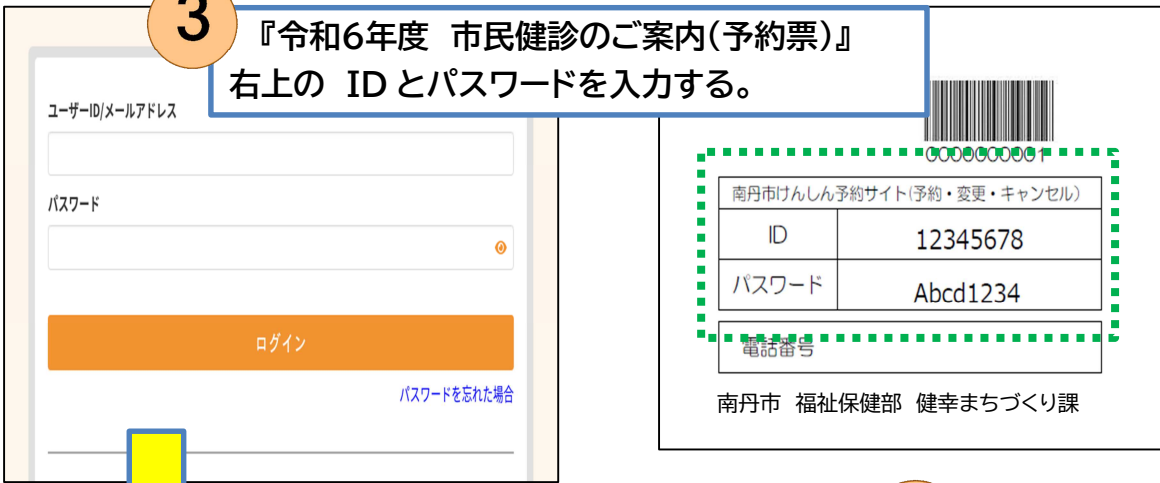 3
『令和6年度 市民健診のご案内(予約票)』
右上の IDとパスワードを入力する。
ユーザーID/メールアドレス
パスワード
ログイン
パスワードを忘れた場合
0000000001
南丹市けんしん予約サイト(予約・変更・キャンセル)
ID 12345678
パスワード Abcd1234
電話番号
南丹市 福祉保健部 健幸まちづくり課